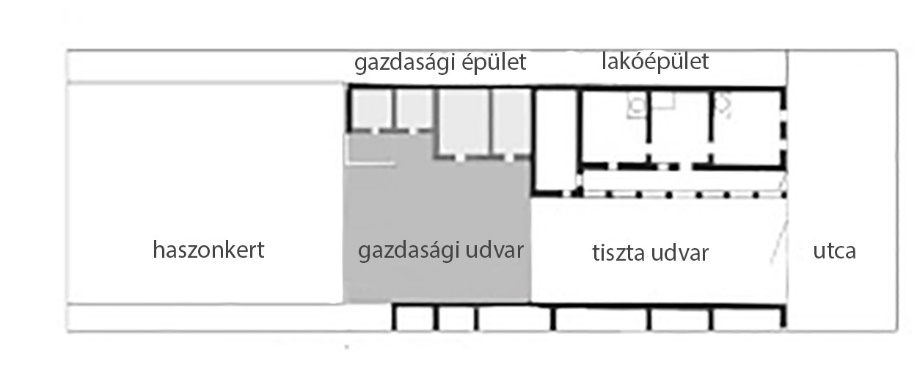 gazdasági épület
lakóépület
haszonkert
gazdasági udvar
tiszta udvar
utca